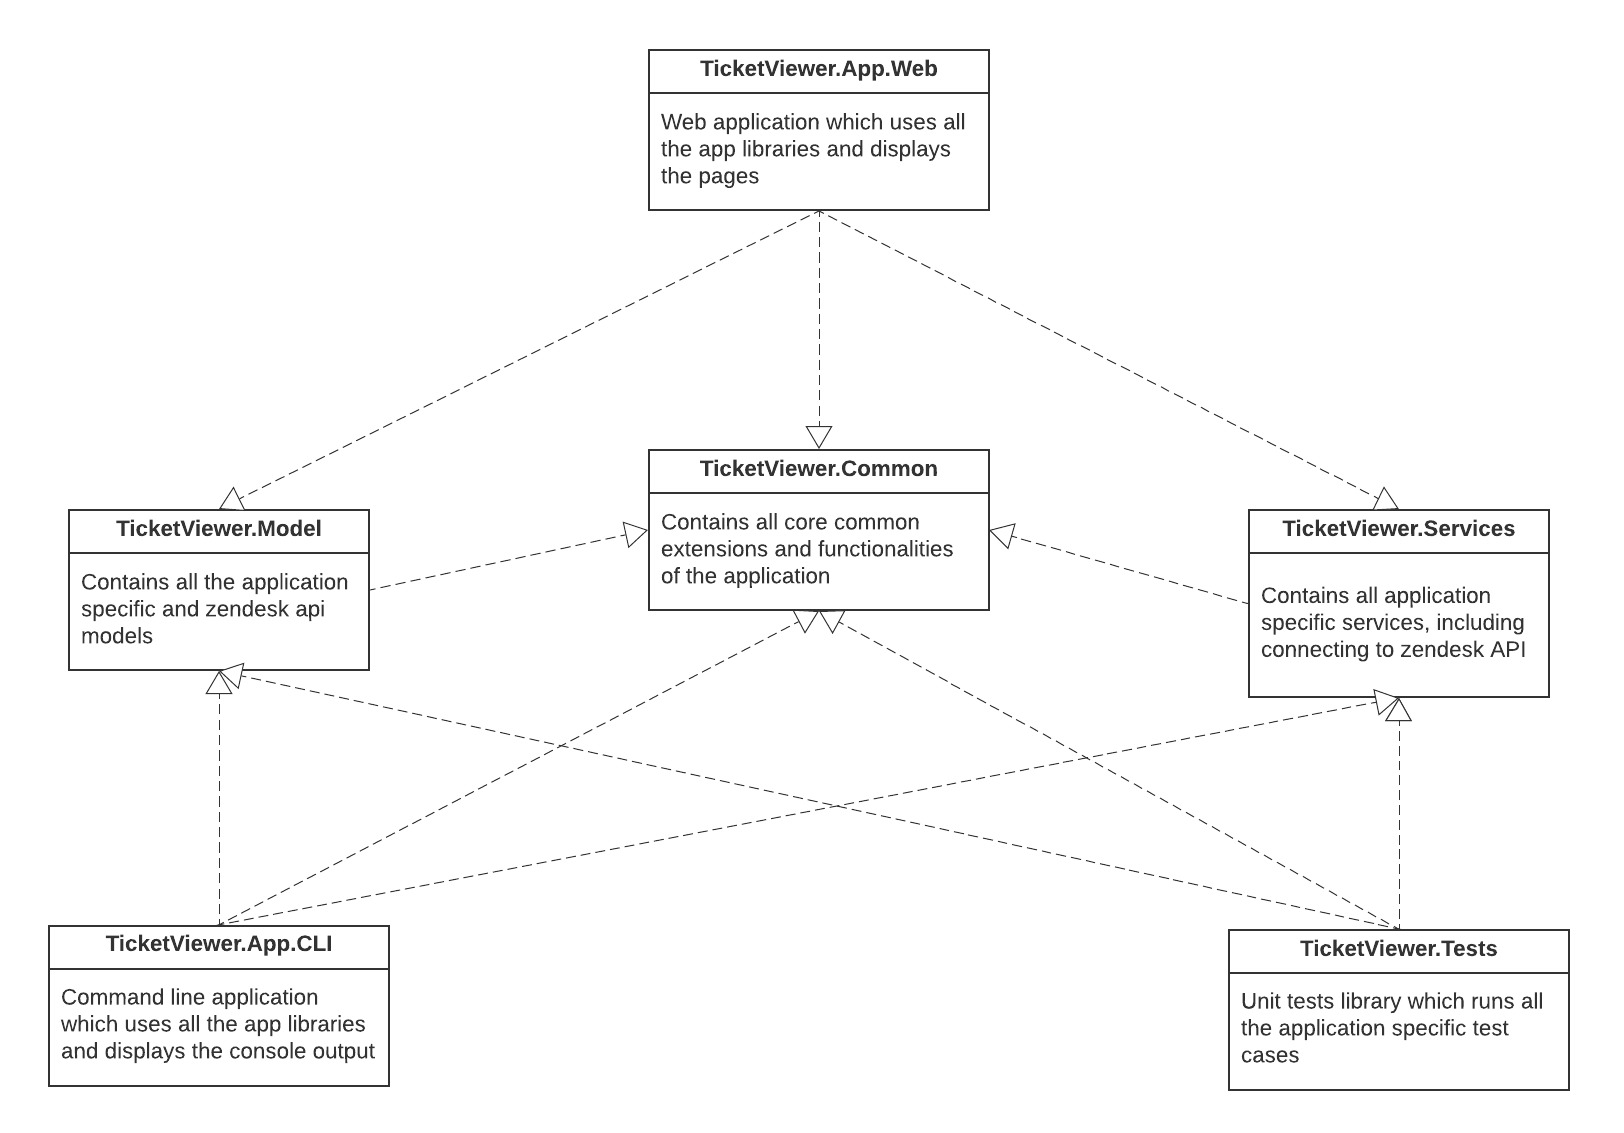 TicketViewer.App.Web
Web application which uses all
the app libraries and displays
the pages
TicketViewer.Common
Contains all core common
extensions and functionalities
of the application
TicketViewer.Model
Contains all the application
specific and zendesk api
models
TicketViewer.Services
Contains all application
specific services, including
connecting to zendesk API
TicketViewer.App.CLI
Command line application
which uses all the app libraries
and displays the console output
TicketViewer.Tests
Unit tests library which runs all
the application specific test
cases